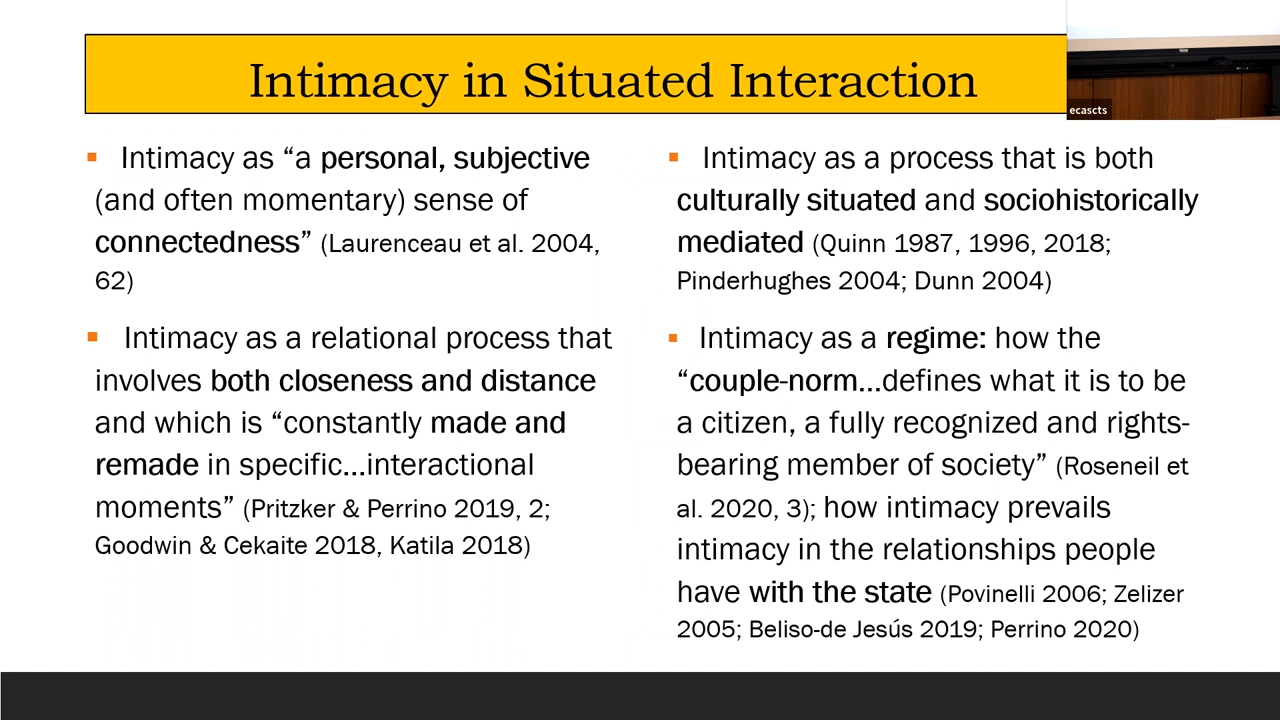 Intimacy in Situated Interaction
ecascts
▪ Intimacy as “a personal, subjective
(and often momentary) sense of
connectedness” (Laurenceau et al. 2004,
62)
▪ Intimacy as a relational process that
involves both closeness and distance
and which is “constantly made and
remade in specific…interactional
moments” (Pritzker & Perrino 2019, 2;
Goodwin & Cekaite 2018, Katila 2018)
▪ Intimacy as a process that is both
culturally situated and sociohistorically
mediated (Quinn 1987, 1996, 2018;
Pinderhughes 2004; Dunn 2004)
▪ Intimacy as a regime: how the
“couple-norm…defines what it is to be
a citizen, a fully recognized and rights-
bearing member of society” (Roseneil et
al. 2020, 3); how intimacy prevails
intimacy in the relationships people
have with the state (Povinelli 2006; Zelizer
2005; Beliso-de Jesús 2019; Perrino 2020)